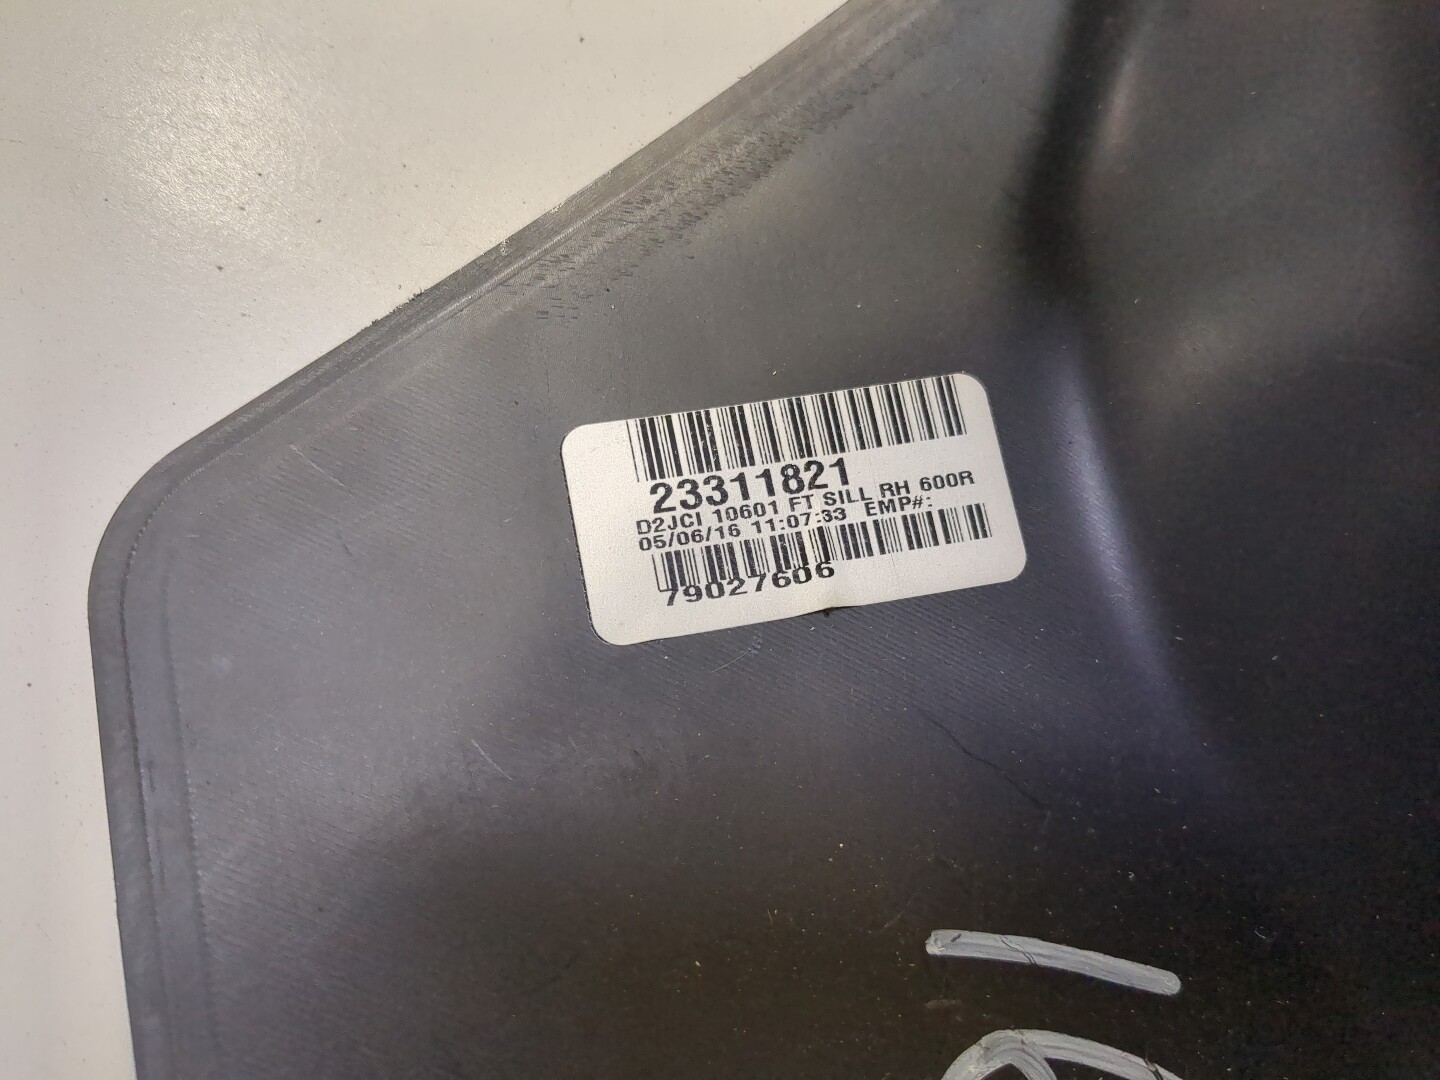 23311821
D2JCI 10601 FT SILL RH 600R
05/06/16 11:07:33 EMP#:
79027606